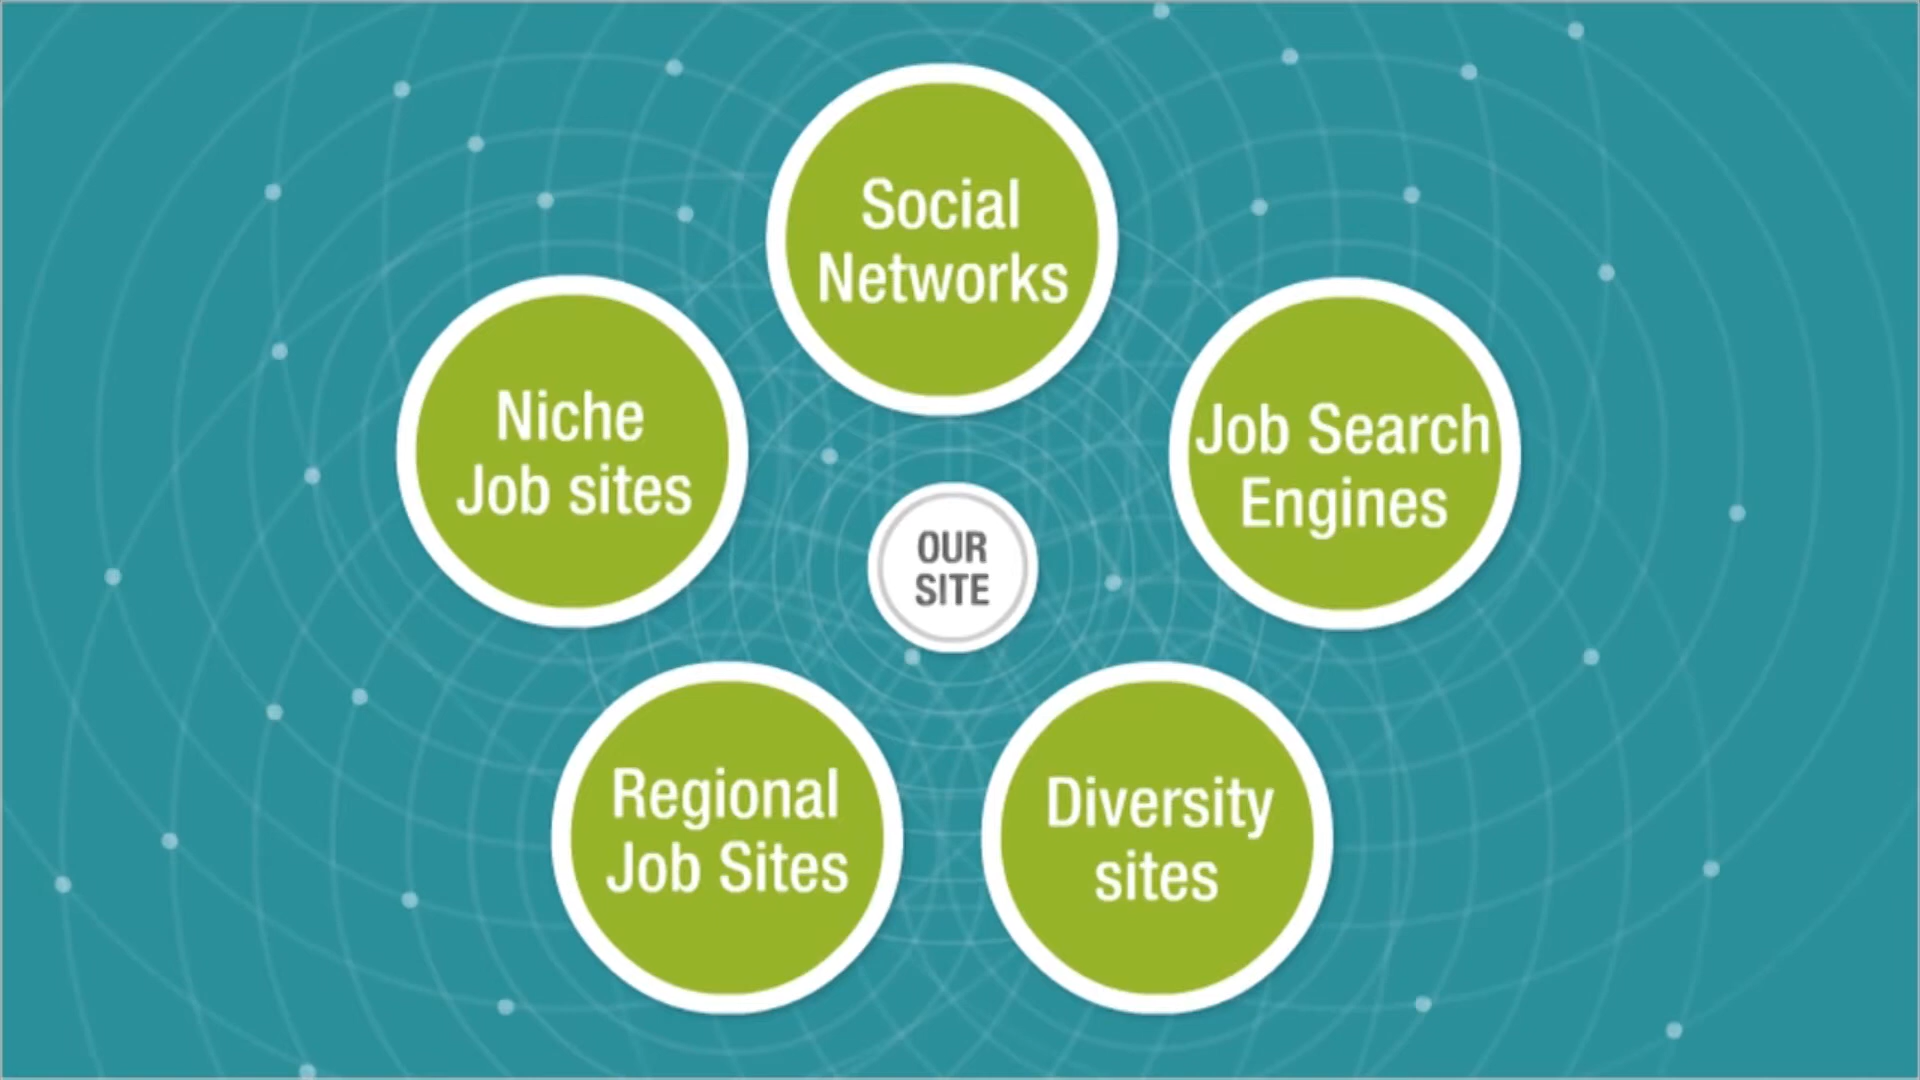 Social
Networks
Niche
Job sites
Job Search
Engines
OUR
SITE
Regional
Job Sites
Diversity
sites